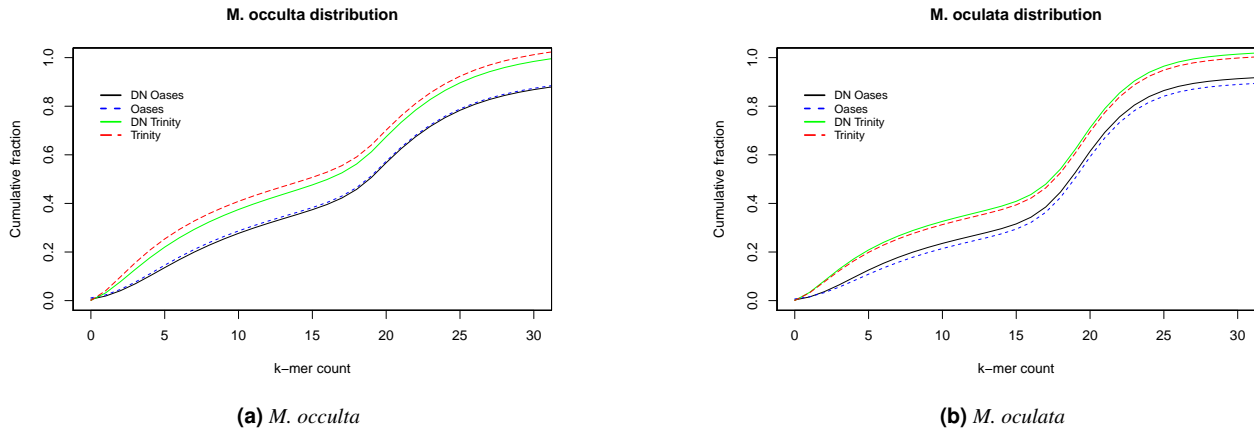 M. occulta distribution
1.0
0.8
0.6
0.4
0.2
0.0
Cumulative fraction
DN Oases
Oases
DN Trinity
Trinity
0 5 10 15 20 25 30
k−mer count
(a) M. occulta
M. oculata distribution
1.0
0.8
0.6
0.4
0.2
0.0
Cumulative fraction
DN Oases
Oases
DN Trinity
Trinity
0 5 10 15 20 25 30
k−mer count
(b) M. oculata